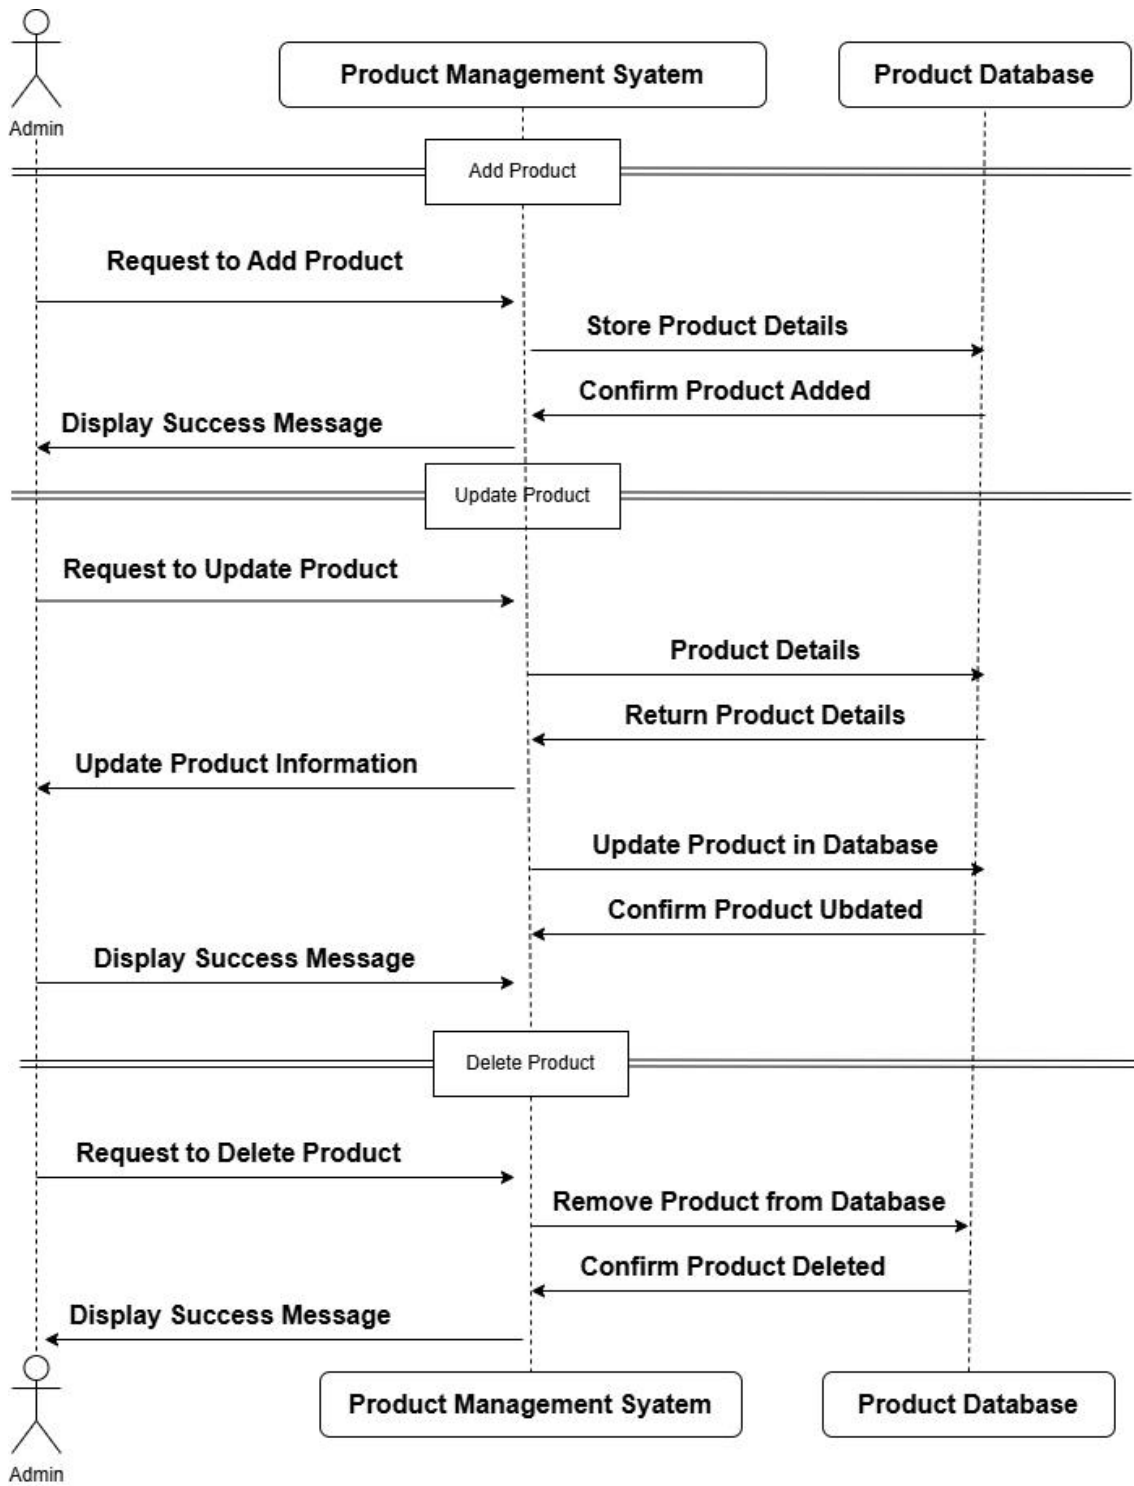 Product Management Syatem
Product Database
Admin
Add Product
Request to Add Product
Store Product Details
Confirm Product Added
Display Success Message
Update Product
Request to Update Product
Product Details
Return Product Details
Update Product Information
Update Product in Database
Confirm Product Ubdated
Display Success Message
Delete Product
Request to Delete Product
Remove Product from Database
Confirm Product Deleted
Display Success Message
Product Management Syatem
Product Database
Admin